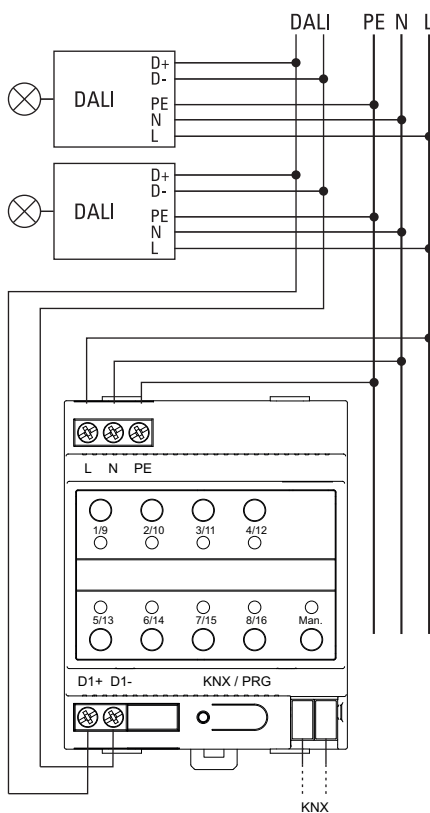 DALI PE N L
D+
D-
DALI
PE
N
L
D+
D-
DALI
PE
N
L
L N PE
1/9 2/10 3/11 4/12
5/13 6/14 7/15 8/16 Man.
D1+ D1- KNX / PRG
KNX